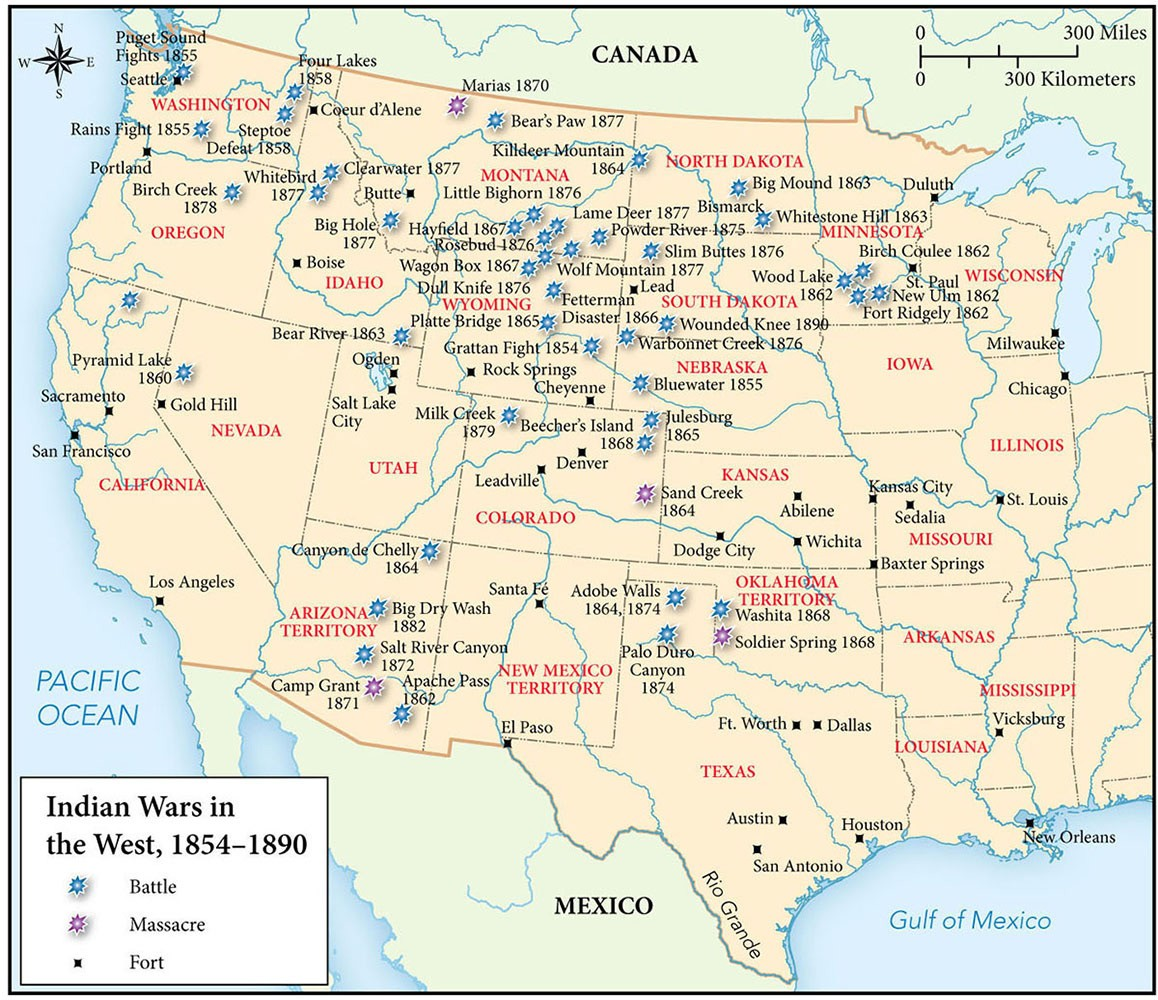 N
W E
S
CANADA
0 300 Miles
0 300 Kilometers
Puget Sound
Fights 1855
Seattle
WASHINGTON
Four Lakes
1858
Coeur d'Alene
Marias 1870
Bear's Paw 1877
Rains Fight 1855
Steptoe
Defeat 1858
Portland
Killdeer Mountain
1864
NORTH DAKOTA
Whitebird
1877
Clearwater 1877
MONTANA
Birch Creek
1878
Butte
Little Bighorn 1876
Big Mound 1863
Bismarck
Duluth
OREGON
Big Hole
1877
Hayfield 1867
Lame Deer 1877
Powder River 1875
Whitestone Hill 1863
MINNESOTA
Rosebud 1876
Slim Buttes 1876
Birch Coulee 1862
Boise
IDAHO
Wagon Box 1867
Wolf Mountain 1877
Wood Lake
1862
St. Paul
WISCONSIN
Dull Knife 1876
Lead
New Ulm 1862
WYOMING
Fetterman
Disaster 1866
SOUTH DAKOTA
Fort Ridgely 1862
Bear River 1863
Platte Bridge 1865
Wounded Knee 1890
Grattan Fight 1854
Warbonnet Creek 1876
Milwaukee
Pyramid Lake
1860
Ogden
Rock Springs
NEBRASKA
IOWA
Cheyenne
Bluewater 1855
Chicago
Sacramento
Gold Hill
Salt Lake
City
Milk Creek
1879
Beecher's Island
1868
Julesburg
1865
NEVADA
San Francisco
ILLINOIS
Denver
UTAH
Leadville
KANSAS
CALIFORNIA
Sand Creek
1864
Abilene
Kansas City
St. Louis
COLORADO
Sedalia
Canyon de Chelly
1864
Dodge City
Wichita
MISSOURI
Baxter Springs
Los Angeles
Santa Fé
Adobe Walls
1864, 1874
OKLAHOMA
TERRITORY
ARIZONA
TERRITORY
Big Dry Wash
1882
Washita 1868
Soldier Spring 1868
ARKANSAS
Salt River Canyon
1872
Palo Duro
Canyon
1874
NEW MEXICO
TERRITORY
Camp Grant
1871
Apache Pass
1862
MISSISSIPPI
PACIFIC
OCEAN
El Paso
Ft. Worth
Dallas
Vicksburg
LOUISIANA
TEXAS
Austin
Houston
New Orleans
San Antonio
Rio Grande
MEXICO
Gulf of Mexico
Indian Wars in
the West, 1854–1890
Battle
Massacre
Fort